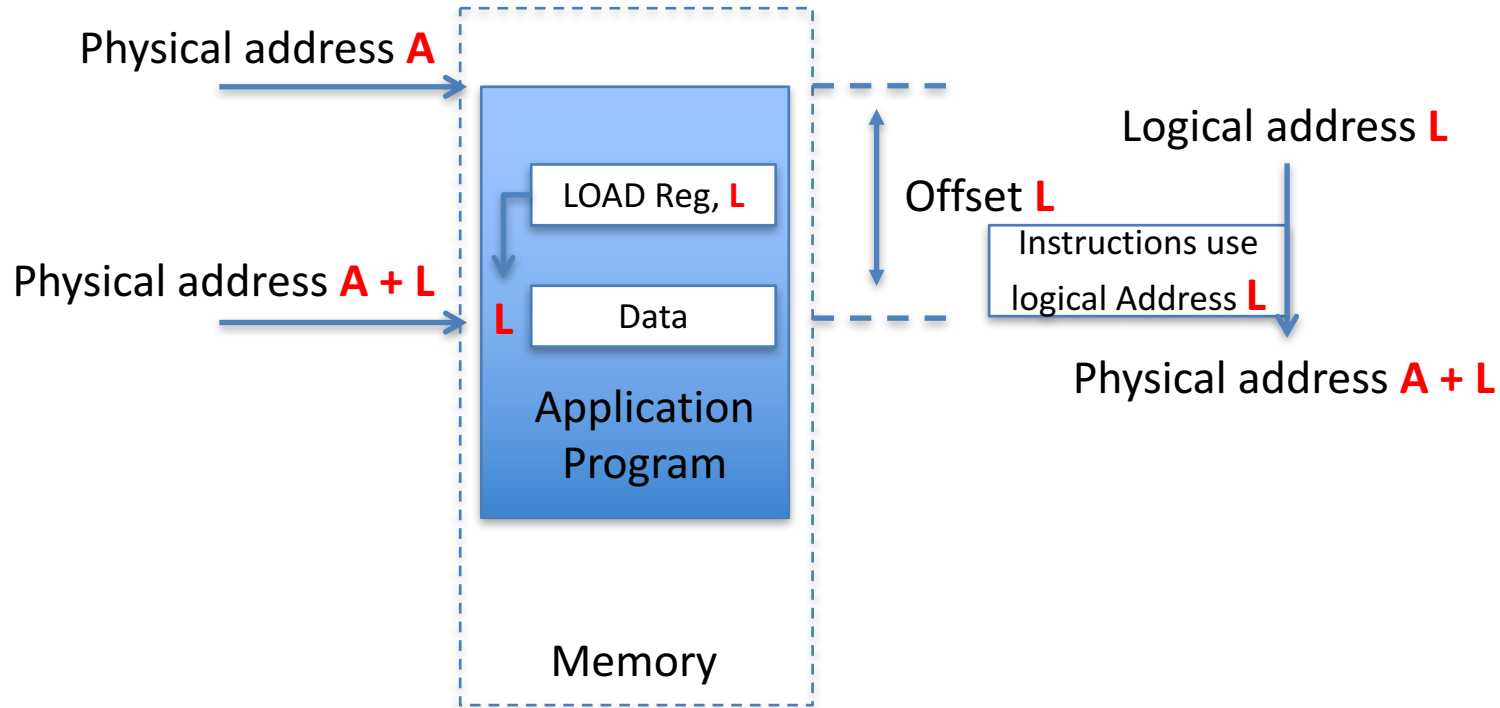 Physical address A
Logical address L
LOAD Reg, L
Offset L
Instructions use
logical Address L
Physical address A + L
L
Data
Physical address A + L
Application
Program
Memory